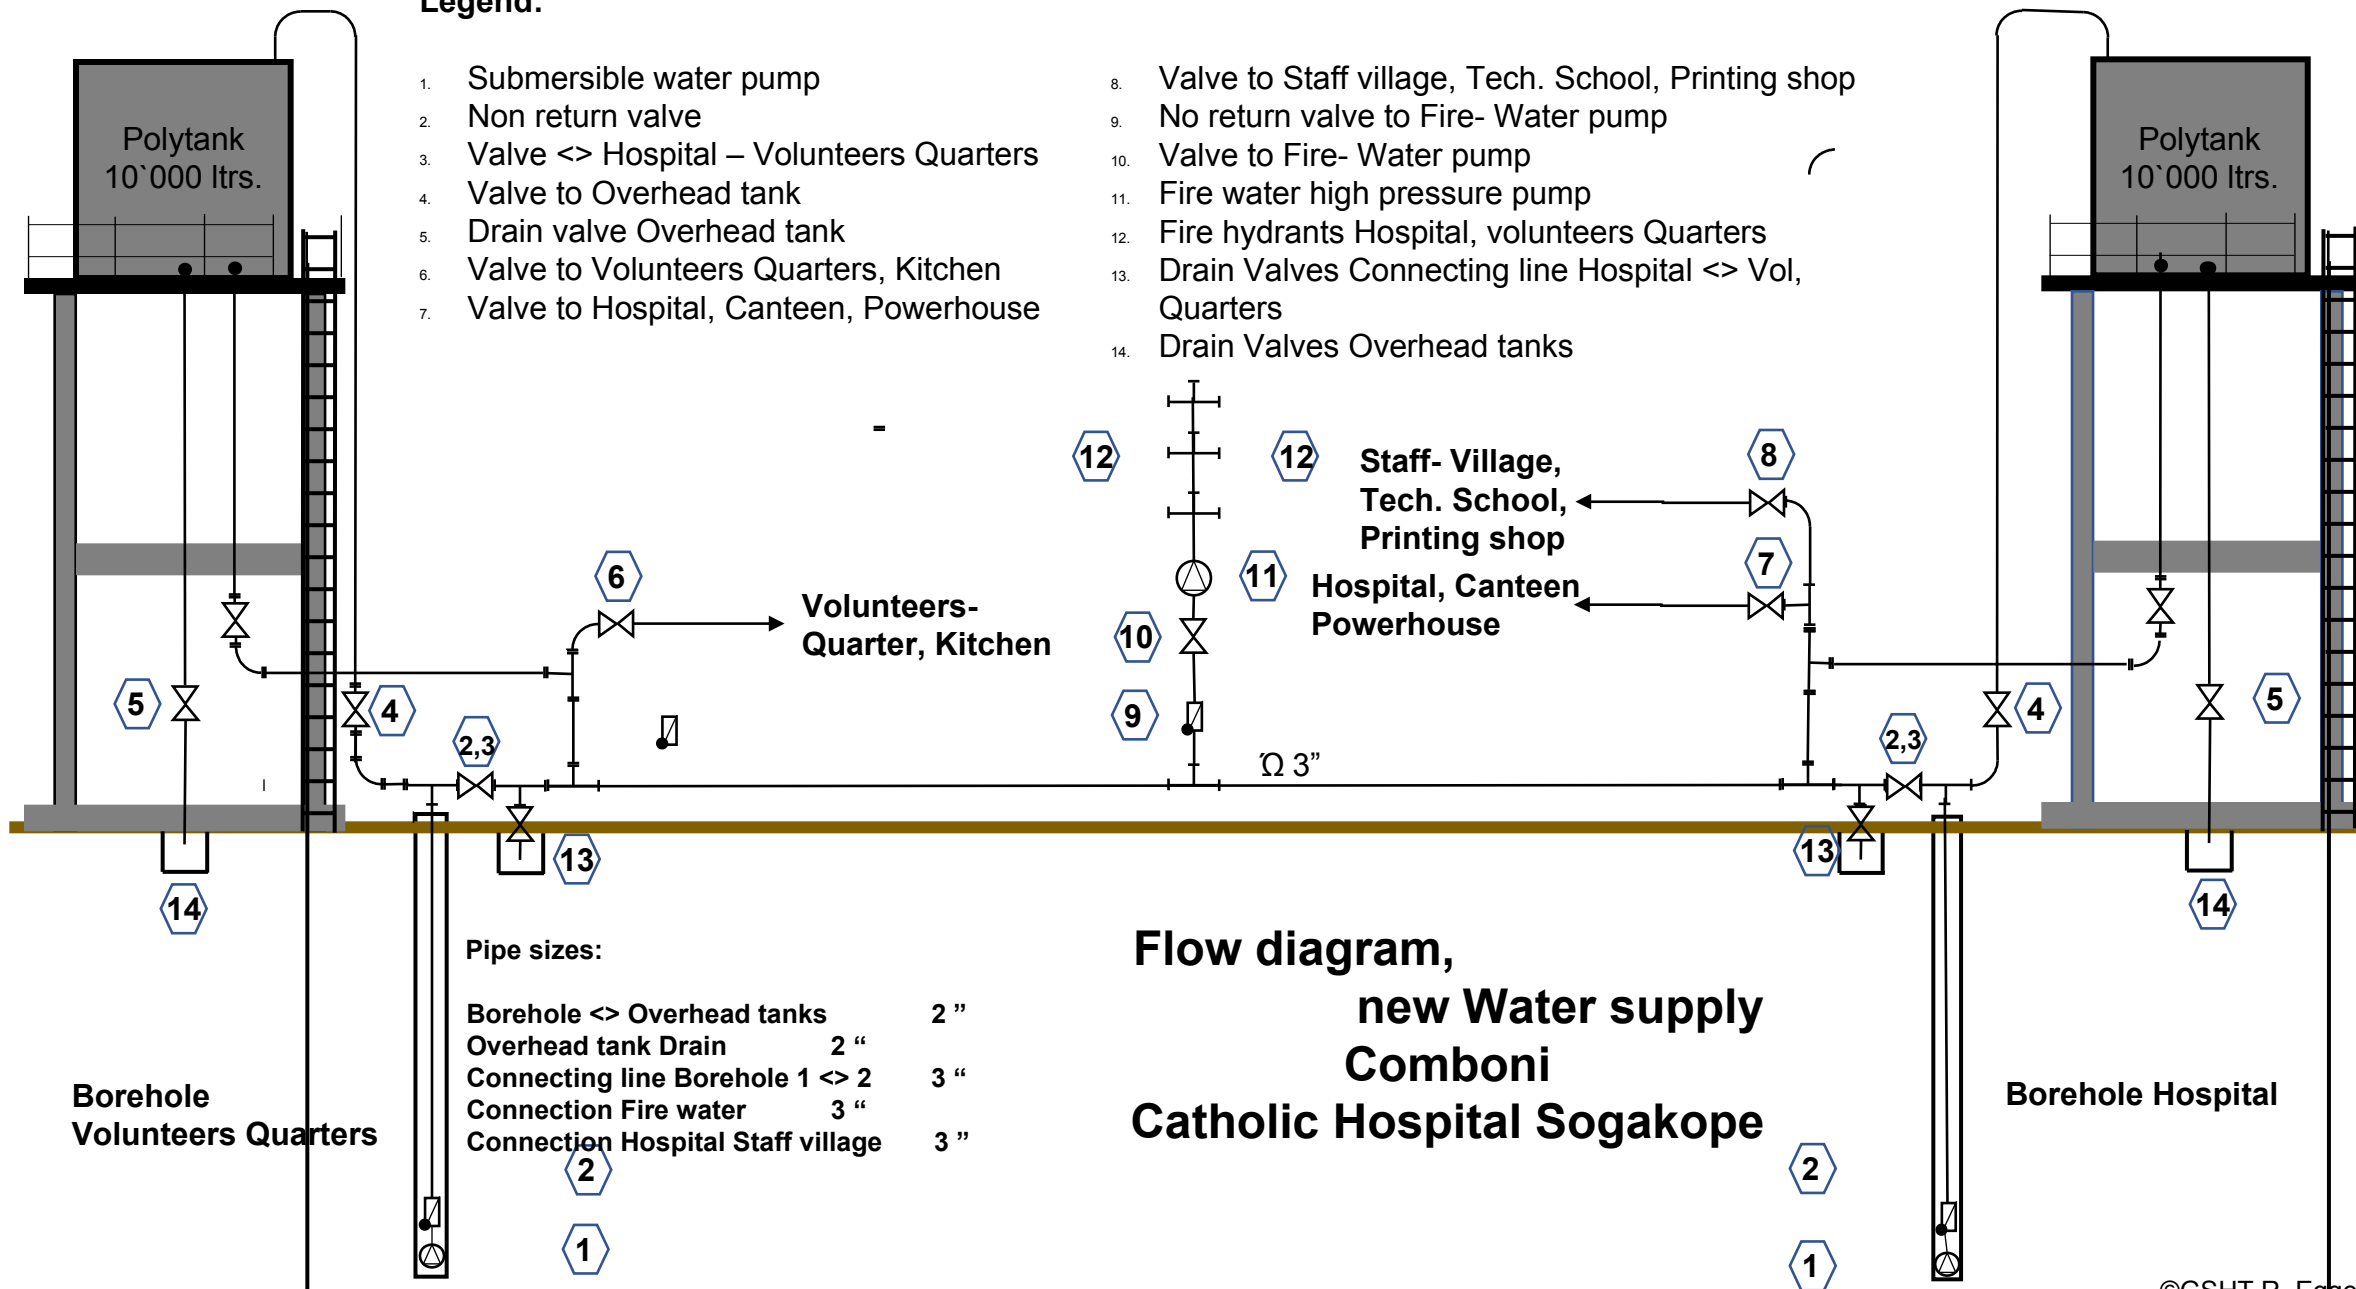 Legend:
1. Submersible water pump
2. Non return valve
3. Valve <> Hospital – Volunteers Quarters
4. Valve to Overhead tank
5. Drain valve Overhead tank
6. Valve to Volunteers Quarters, Kitchen
7. Valve to Hospital, Canteen, Powerhouse
8. Valve to Staff village, Tech. School, Printing shop
9. No return valve to Fire- Water pump
10. Valve to Fire- Water pump
11. Fire water high pressure pump
12. Fire hydrants Hospital, volunteers Quarters
13. Drain Valves Connecting line Hospital <> Vol,
Quarters
14. Drain Valves Overhead tanks
Polytank
10`000 ltrs.
Polytank
10`000 ltrs.
12
12
8
Staff- Village,
Tech. School,
Printing shop
6
11
7
Hospital, Canteen
Powerhouse
Volunteers-
Quarter, Kitchen
10
5
4
2,3
9
Ώ 3”
2,3
4
5
13
13
14
14
Pipe sizes:
Borehole <> Overhead tanks 2 ”
Overhead tank Drain 2 “
Connecting line Borehole 1 <> 2 3 “
Connection Fire water 3 “
Connection Hospital Staff village 3 ”
Flow diagram,
new Water supply
Comboni
Catholic Hospital Sogakope
Borehole
Volunteers Quarters
Borehole Hospital
2
1
2
1
©CSHT R.